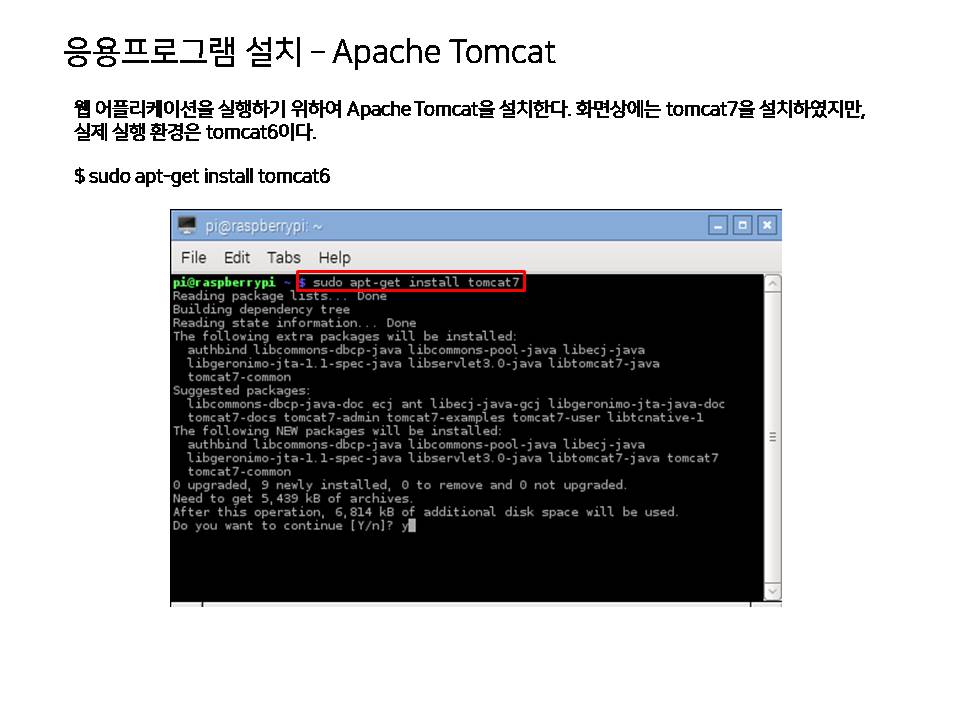 응용프로그램 설치 – Apache Tomcat
웹 어플리케이션을 실행하기 위하여 Apache Tomcat을 설치한다. 화면상에는 tomcat7을 설치하였지만,
실제 실행 환경은 tomcat6이다.
$ sudo apt-get install tomcat6
pi@raspberrypi: ~
File Edit Tabs Help
pi@raspberrypi ~ $ sudo apt-get install tomcat7
Reading package lists... Done
Building dependency tree
Reading state information... Done
The following extra packages will be installed:
authbind libcommons-dbcp-java libcommons-pool-java libecj-java
libgeronimo-jta-1.1-spec-java libservlet3.0-java libtomcat7-java
tomcat7-common
Suggested packages:
libcommons-dbcp-java-doc ecj ant libecj-java-gcj libgeronimo-jta-java-doc
tomcat7-docs tomcat7-admin tomcat7-examples tomcat7-user libtcnative-1
The following NEW packages will be installed:
authbind libcommons-dbcp-java libcommons-pool-java libecj-java
libgeronimo-jta-1.1-spec-java libservlet3.0-java libtomcat7-java tomcat7
tomcat7-common
0 upgraded, 9 newly installed, 0 to remove and 0 not upgraded.
Need to get 5,439 kB of archives.
After this operation, 6,814 kB of additional disk space will be used.
Do you want to continue [Y/n]? y